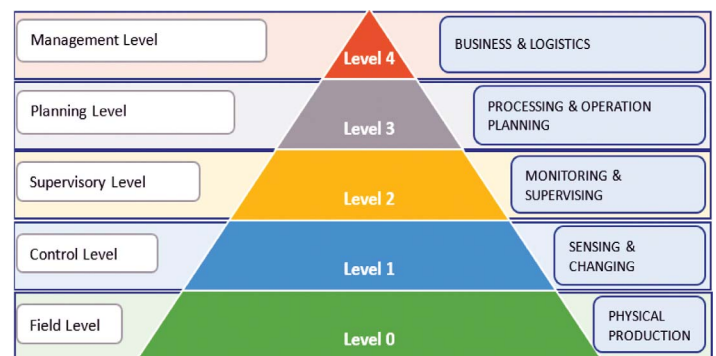 Management Level
Level 4
BUSINESS & LOGISTICS
Planning Level
Level 3
PROCESSING & OPERATION
PLANNING
Supervisory Level
Level 2
MONITORING &
SUPERVISING
Control Level
Level 1
SENSING &
CHANGING
Field Level
Level 0
PHYSICAL
PRODUCTION